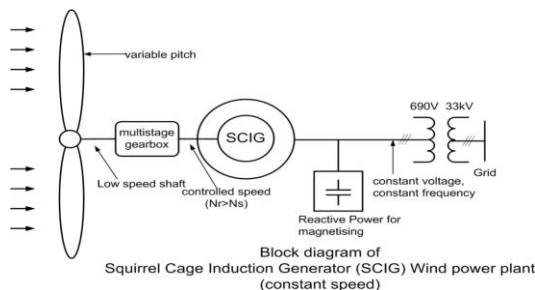 variable pitch
690V 33kV
multistage
gearbox
SCIG
Low speed shaft
controlled speed
(Nr>Ns)
constant voltage,
constant frequency
Grid
Reactive Power for
magnetising
Block diagram of
Squirrel Cage Induction Generator (SCIG) Wind power plant
(constant speed)